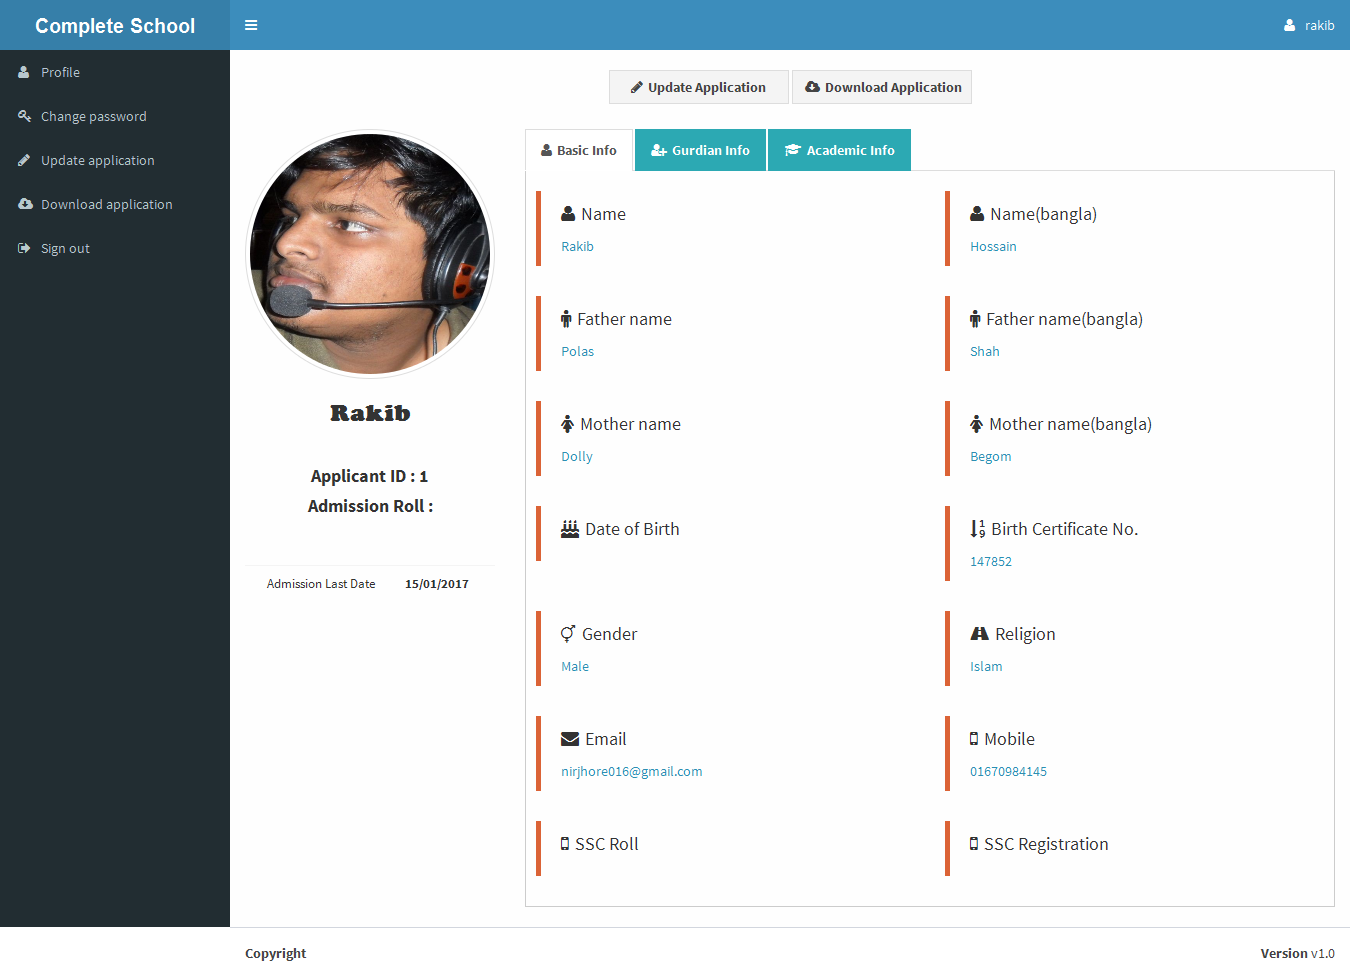 Complete School
rakib
Profile
Change password
Update application
Download application
Sign out
Update Application
Download Application
Rakib
Applicant ID : 1
Admission Roll :
Admission Last Date 15/01/2017
Basic Info
Gurdian Info
Academic Info
Name
Rakib
Name(bangla)
Hossain
Father name
Polas
Father name(bangla)
Shah
Mother name
Dolly
Mother name(bangla)
Begom
Date of Birth
Birth Certificate No.
147852
Gender
Male
Religion
Islam
Email
nirjhore016@gmail.com
Mobile
01670984145
SSC Roll
SSC Registration
Copyright
Version v1.0